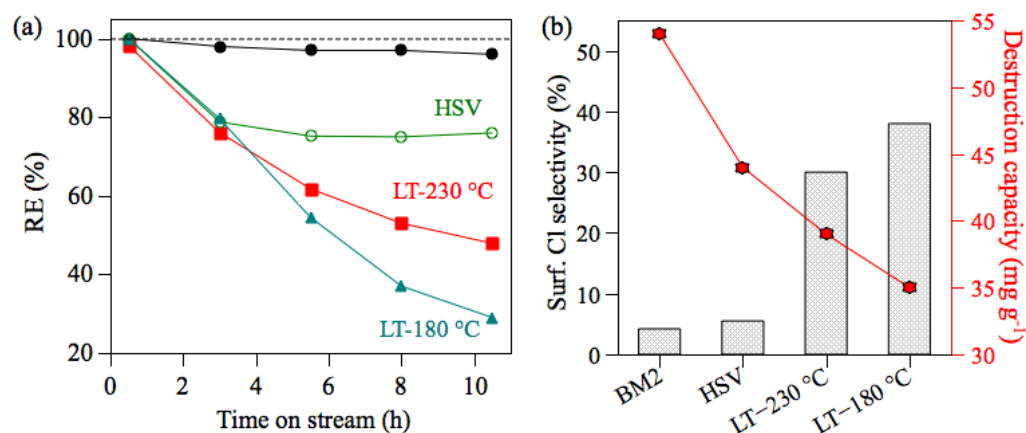 (a)
100
80
60
40
20
RE (%)
HSV
LT-230 °C
LT-180 °C
0
2
4
6
8
10
Time on stream (h)
(b)
50
40
30
20
10
0
Surf. Cl selectivity (%)
55
50
45
40
35
30
Destruction capacity (mg g⁻¹)
BM2
HSV
LT−230 °C
LT−180 °C